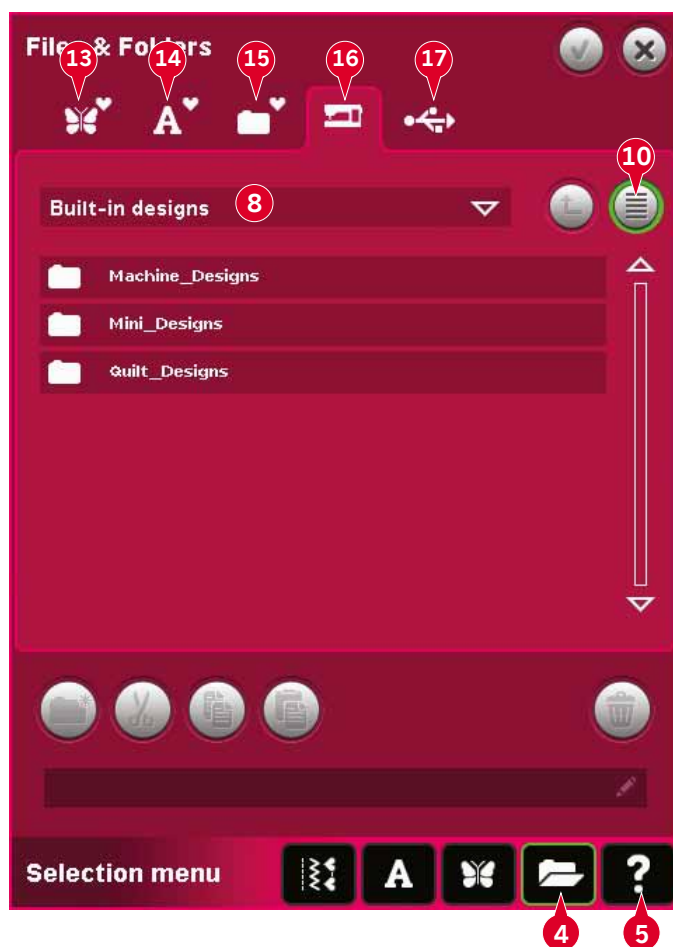 Files & Folders
13 14 15 16 17
A
10
Built-in designs 8
Machine_Designs
Mini_Designs
Quilt_Designs
Selection menu A ?
4 5